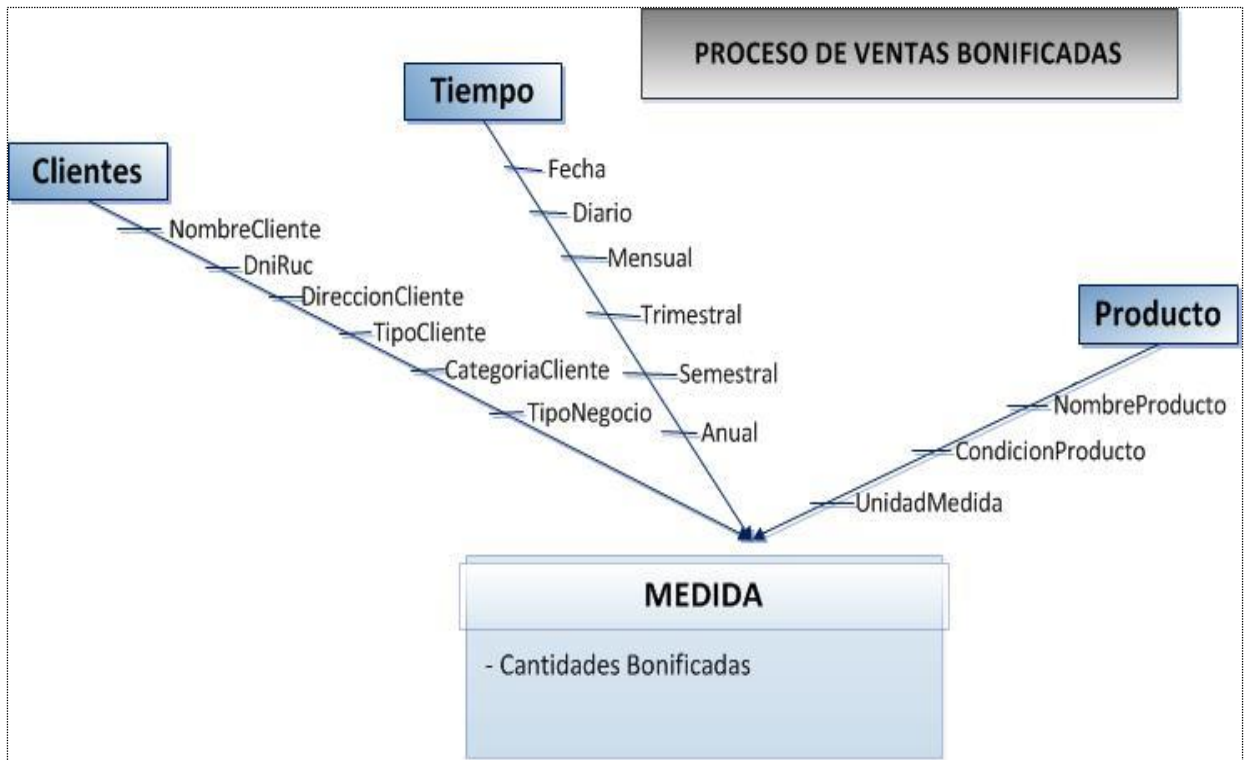 PROCESO DE VENTAS BONIFICADAS
Tiempo
Fecha
Diario
Mensual
Trimestral
Semestral
Anual
Clientes
NombreCliente
DniRuc
DireccionCliente
TipoCliente
CategoriaCliente
TipoNegocio
Producto
NombreProducto
CondicionProducto
UnidadMedida
MEDIDA
- Cantidades Bonificadas